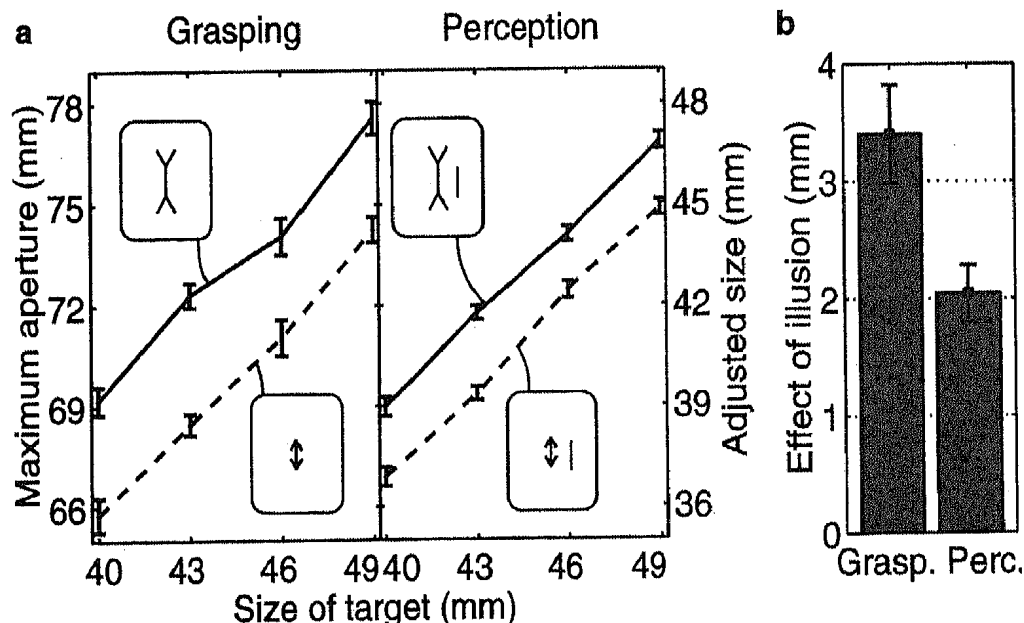 a
Grasping
Perception
b
Maximum aperture (mm)
78
75
72
69
66
48
45
42
39
36
Adjusted size (mm)
40 43 46 49 40 43 46 49
Size of target (mm)
Effect of illusion (mm)
4
3
2
1
0
Grasp. Perc.